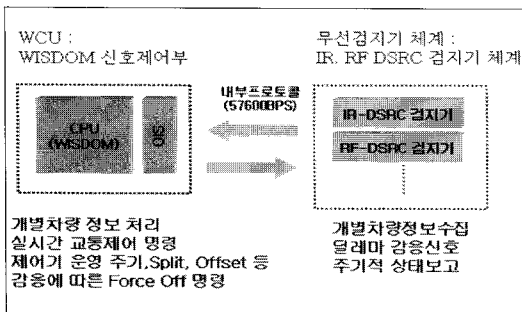 WCU :
WISDOM 신호제어부
무선검지기 체계 :
IR. RF DSRC 검지기 체계
내부프로토콜
(57600BPS)
CPU
(WISDOM)
SIO
IR-DSRC 검지기
RF-DSRC 검지기
개별차량 정보 처리
실시간 교통제어 명령
제어기 운영 주기,Split, Offset 등
감응에 따른 Force Off 명령
개별차량정보수집
딜레마 감응신호
주기적 상태보고